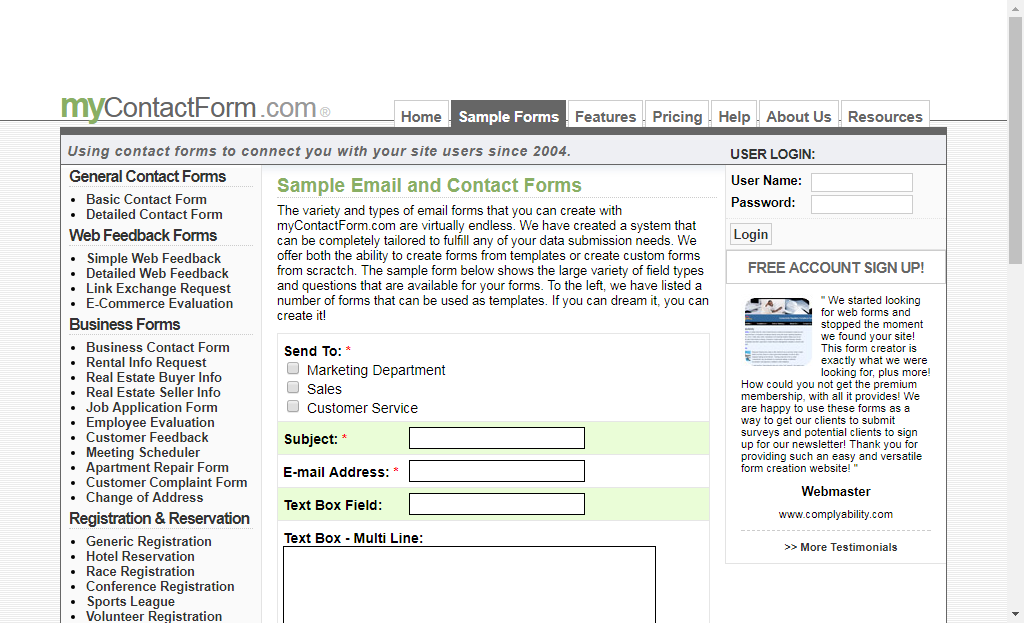 myContactForm.com®
Home
Sample Forms
Features
Pricing
Help
About Us
Resources
Using contact forms to connect you with your site users since 2004.
USER LOGIN:
General Contact Forms
Basic Contact Form
Detailed Contact Form
Web Feedback Forms
Simple Web Feedback
Detailed Web Feedback
Link Exchange Request
E-Commerce Evaluation
Business Forms
Business Contact Form
Rental Info Request
Real Estate Buyer Info
Real Estate Seller Info
Job Application Form
Employee Evaluation
Customer Feedback
Meeting Scheduler
Apartment Repair Form
Customer Complaint Form
Change of Address
Registration & Reservation
Generic Registration
Hotel Reservation
Race Registration
Conference Registration
Sports League
Volunteer Registration
Sample Email and Contact Forms
The variety and types of email forms that you can create with
myContactForm.com are virtually endless. We have created a system that
can be completely tailored to fulfill any of your data submission needs. We
offer both the ability to create forms from templates or create custom forms
from scractch. The sample form below shows the large variety of field types
and questions that are available for your forms. To the left, we have listed a
number of forms that can be used as templates. If you can dream it, you can
create it!
Send To: *
Marketing Department
Sales
Customer Service
Subject: *
E-mail Address: *
Text Box Field:
Text Box - Multi Line:
User Name:
Password:
Login
FREE ACCOUNT SIGN UP!
" We started looking
for web forms and
stopped the moment
we found your site!
This form creator is
exactly what we were
looking for, plus more!
How could you not get the premium
membership, with all it provides! We
are happy to use these forms as a
way to get our clients to submit
surveys and potential clients to sign
up for our newsletter! Thank you for
providing such an easy and versatile
form creation website! "
Webmaster
www.complyability.com
>> More Testimonials